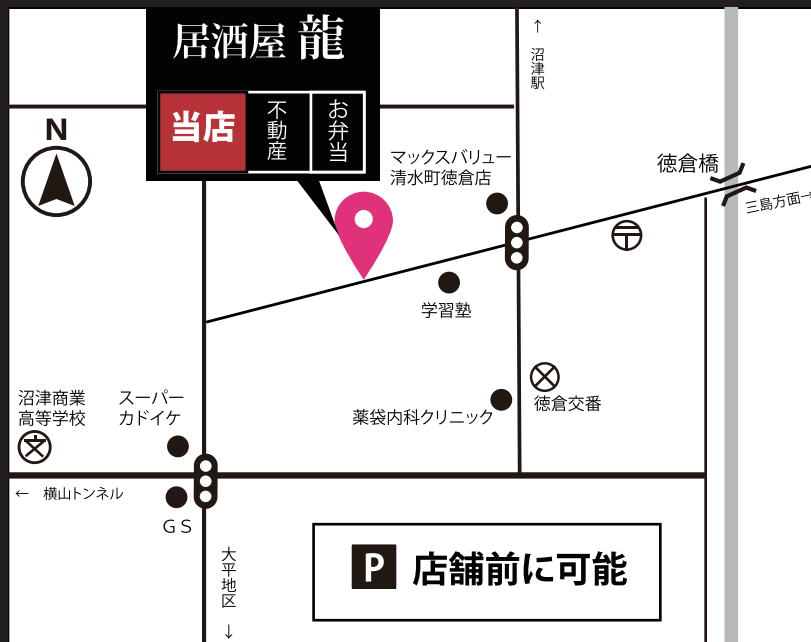 居酒屋 龍
当店
不動産
お弁当
↑ 沼津駅
N
マックスバリュー
清水町徳倉店
徳倉橋
三島方面→
学習塾
沼津商業
高等学校
スーパー
カドイケ
薬袋内科クリニック
徳倉交番
← 横山トンネル
GS
大平地区 ↓
P 店舗前に可能